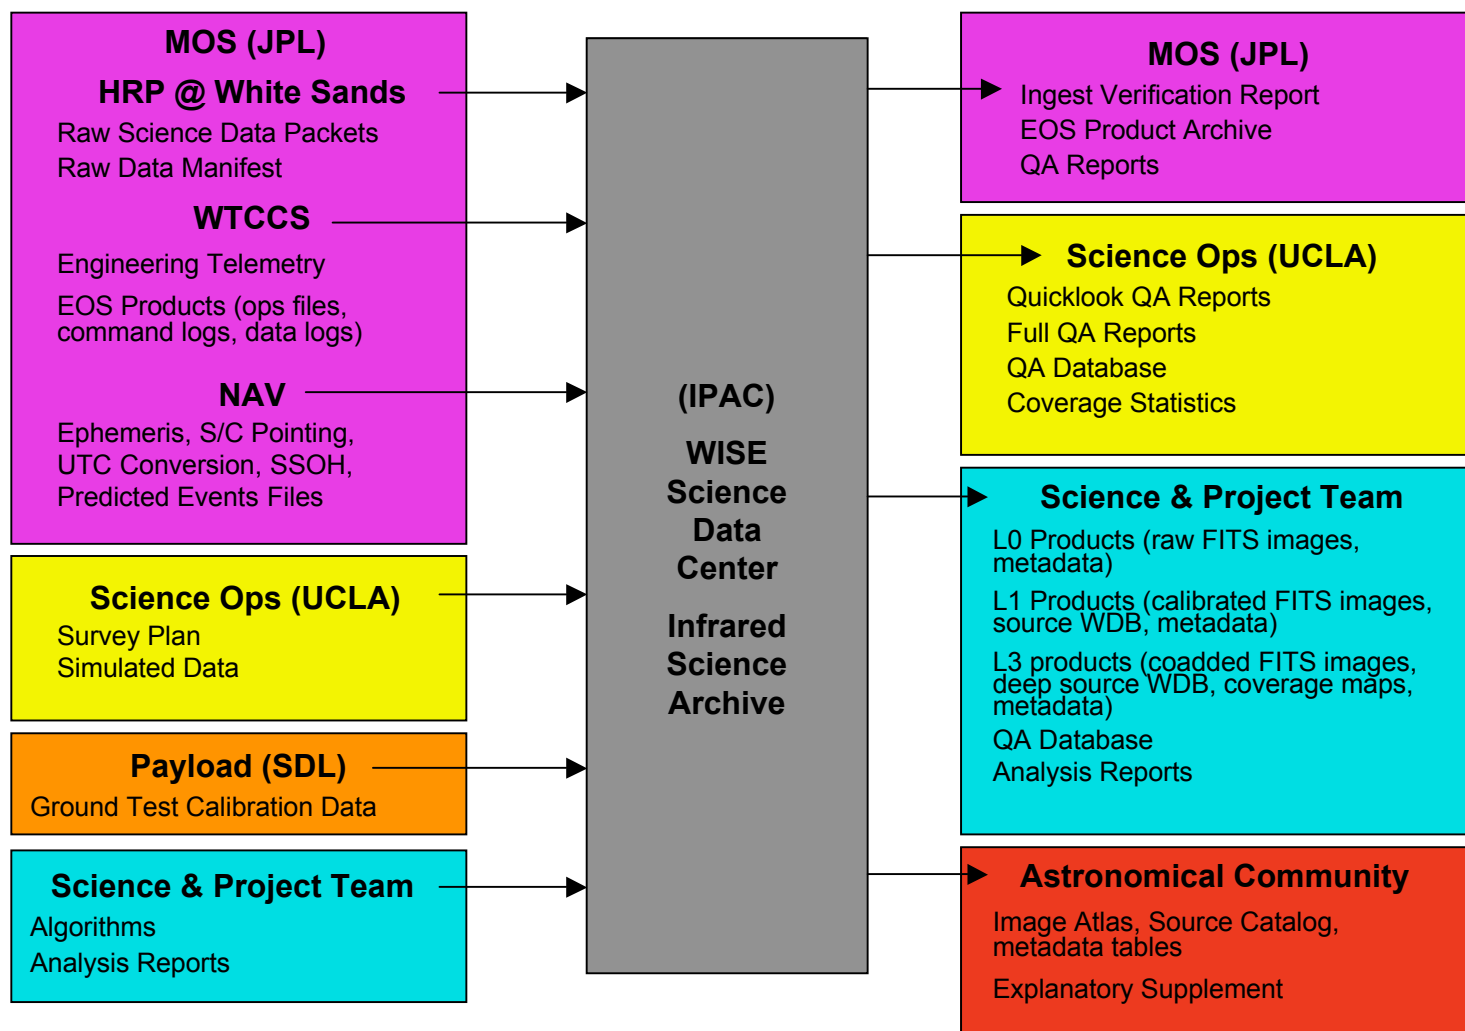 MOS (JPL)
HRP @ White Sands
Raw Science Data Packets
Raw Data Manifest
WTCCS
Engineering Telemetry
EOS Products (ops files,
command logs, data logs)
NAV
Ephemeris, S/C Pointing,
UTC Conversion, SSOH,
Predicted Events Files
Science Ops (UCLA)
Survey Plan
Simulated Data
Payload (SDL)
Ground Test Calibration Data
Science & Project Team
Algorithms
Analysis Reports
(IPAC)
WISE
Science
Data
Center
Infrared
Science
Archive
MOS (JPL)
Ingest Verification Report
EOS Product Archive
QA Reports
Science Ops (UCLA)
Quicklook QA Reports
Full QA Reports
QA Database
Coverage Statistics
Science & Project Team
L0 Products (raw FITS images,
metadata)
L1 Products (calibrated FITS images,
source WDB, metadata)
L3 products (coadded FITS images,
deep source WDB, coverage maps,
metadata)
QA Database
Analysis Reports
Astronomical Community
Image Atlas, Source Catalog,
metadata tables
Explanatory Supplement